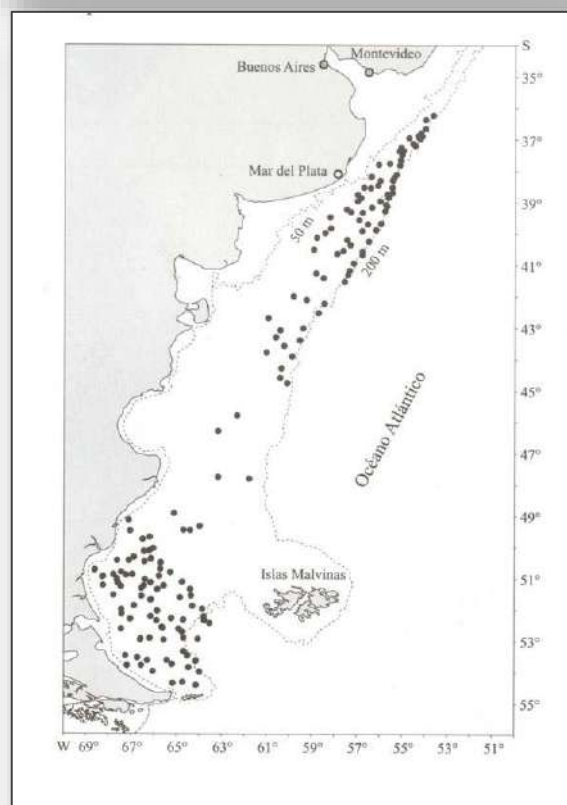 S
Montevideo
Buenos Aires
35°
37°
Mar del Plata
39°
50 m
200 m
41°
43°
45°
Océano Atlántico
47°
49°
Islas Malvinas
51°
53°
55°
W 69° 67° 65° 63° 61° 59° 57° 55° 53° 51°